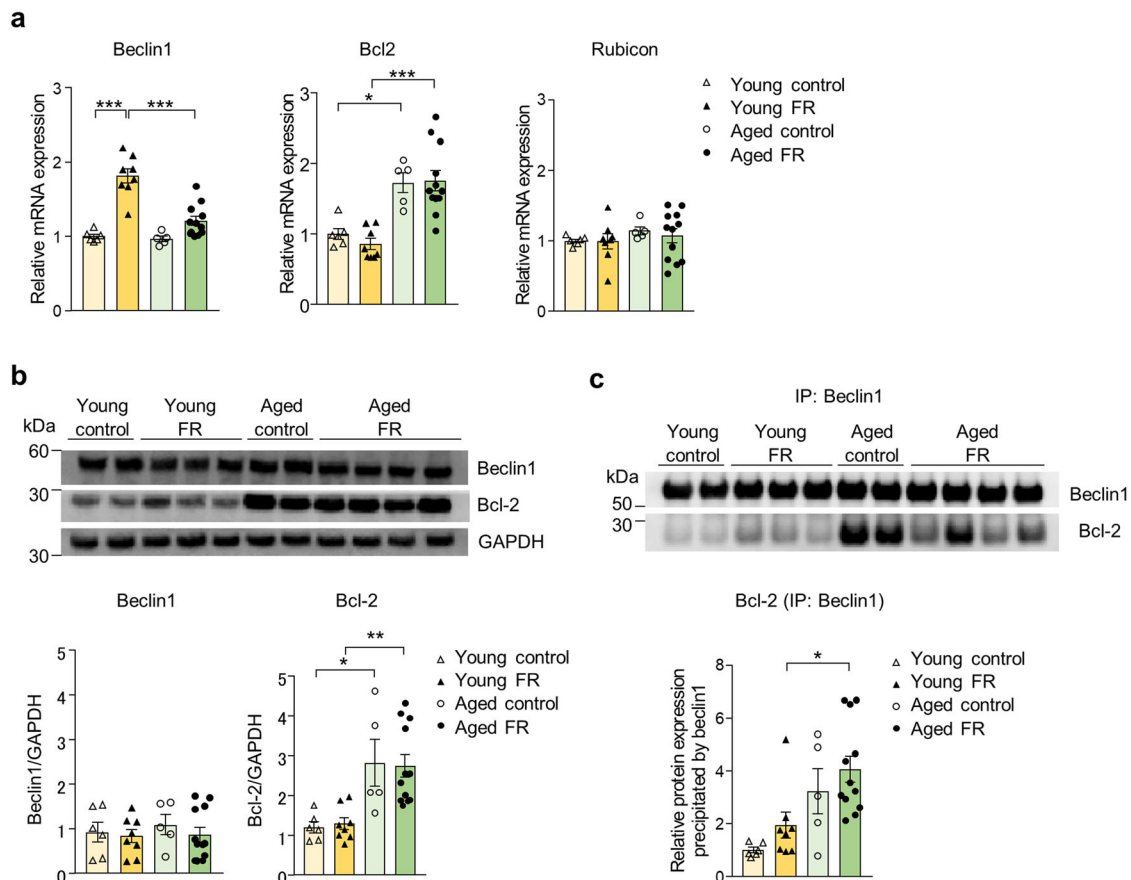 a
Beclin1
Bcl2
Rubicon
Relative mRNA expression
3
2
1
0
***
***
Relative mRNA expression
3
2
1
0
*
***
Relative mRNA expression
3
2
1
0
Young control
Young FR
Aged control
Aged FR
b
kDa
Young control
Young FR
Aged control
Aged FR
60
30
30
Beclin1
Bcl-2
GAPDH
Beclin1
Beclin1/GAPDH
5
4
3
2
1
0
Bcl-2
Bcl-2/GAPDH
5
4
3
2
1
0
*
**
Young control
Young FR
Aged control
Aged FR
c
IP: Beclin1
kDa
Young control
Young FR
Aged control
Aged FR
50
30
Beclin1
Bcl-2
Bcl-2 (IP: Beclin1)
Relative protein expression
precipitated by beclin1
8
6
4
2
0
*
Young control
Young FR
Aged control
Aged FR